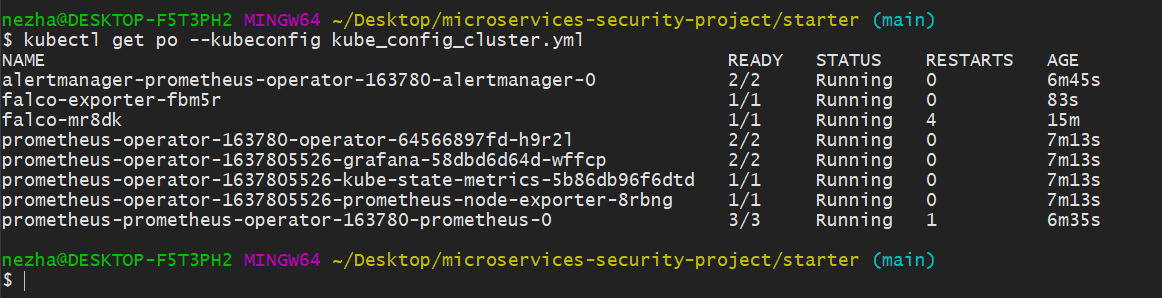 nezha@DESKTOP-F5T3PH2 MINGW64 ~/Desktop/microservices-security-project/starter (main)
$ kubectl get po --kubeconfig kube_config_cluster.yml
NAME READY STATUS RESTARTS AGE
alertmanager-prometheus-operator-163780-alertmanager-0 2/2 Running 0 6m45s
falco-exporter-fbm5r 1/1 Running 0 83s
falco-mr8dk 1/1 Running 4 15m
prometheus-operator-163780-operator-64566897fd-h9r2l 2/2 Running 0 7m13s
prometheus-operator-1637805526-grafana-58dbd6d64d-wffcp 2/2 Running 0 7m13s
prometheus-operator-1637805526-kube-state-metrics-5b86db96f6dtd 1/1 Running 0 7m13s
prometheus-operator-1637805526-prometheus-node-exporter-8rbng 1/1 Running 0 7m13s
prometheus-prometheus-operator-163780-prometheus-0 3/3 Running 1 6m35s
nezha@DESKTOP-F5T3PH2 MINGW64 ~/Desktop/microservices-security-project/starter (main)
$